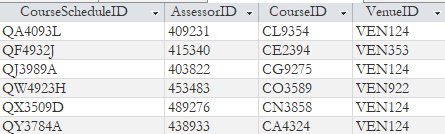 CourseScheduleID AssessorID CourseID VenueID
QA4093L 409231 CL9354 VEN124
QF4932J 415340 CE2394 VEN353
QJ3989A 403822 CG9275 VEN124
QW4923H 453483 CO3589 VEN922
QX3509D 489276 CN3858 VEN124
QY3784A 438933 CA4324 VEN124